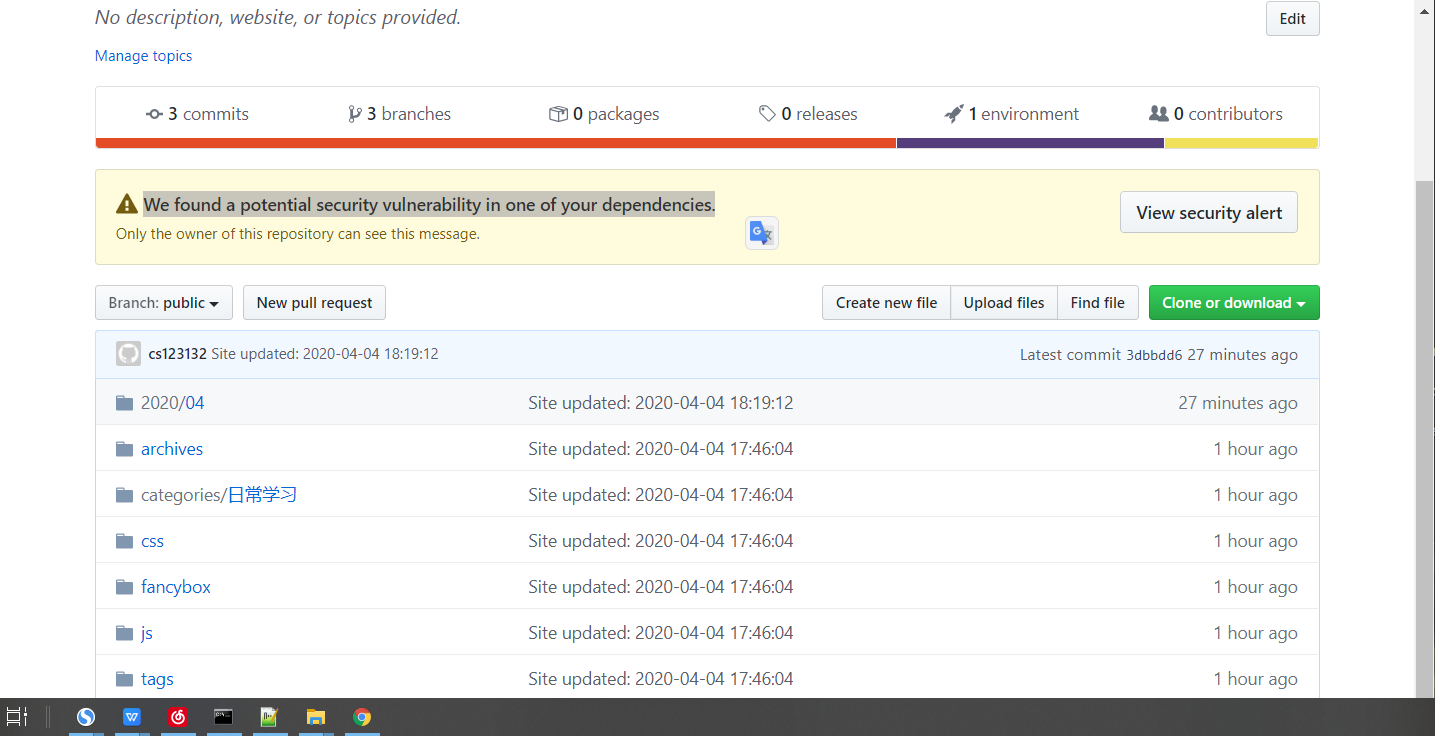 No description, website, or topics provided.
Edit
Manage topics
3 commits 3 branches 0 packages 0 releases 1 environment 0 contributors
We found a potential security vulnerability in one of your dependencies.
View security alert
Only the owner of this repository can see this message.
Branch: public New pull request Create new file Upload files Find file Clone or download
cs123132 Site updated: 2020-04-04 18:19:12 Latest commit 3dbbdd6 27 minutes ago
2020/04 Site updated: 2020-04-04 18:19:12 27 minutes ago
archives Site updated: 2020-04-04 17:46:04 1 hour ago
categories/日常学习 Site updated: 2020-04-04 17:46:04 1 hour ago
css Site updated: 2020-04-04 17:46:04 1 hour ago
fancybox Site updated: 2020-04-04 17:46:04 1 hour ago
js Site updated: 2020-04-04 17:46:04 1 hour ago
tags Site updated: 2020-04-04 17:46:04 1 hour ago